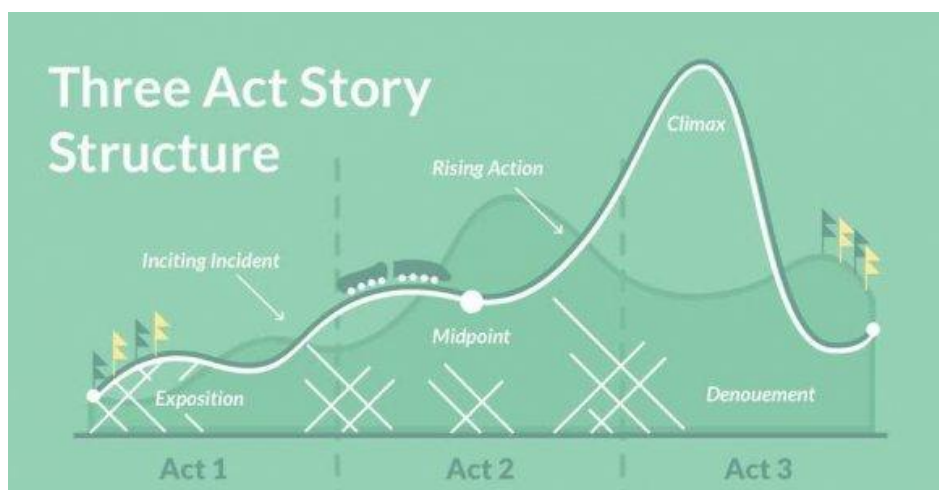 Three Act Story
Structure
Climax
Rising Action
Inciting Incident
Midpoint
Exposition
Denouement
Act 1
Act 2
Act 3